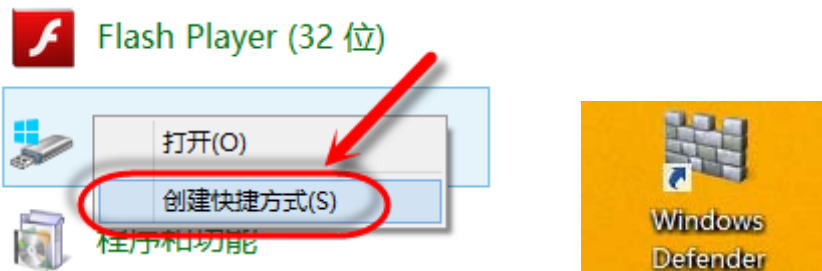 Flash Player (32 位)
打开(O)
创建快捷方式(S)
程序和功能
Windows
Defender